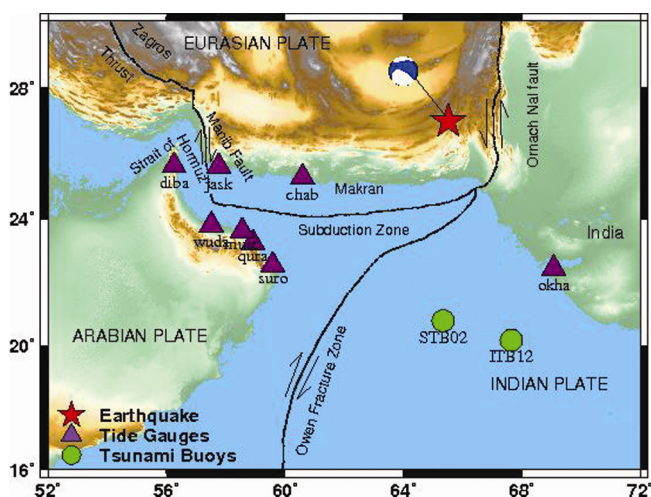 EURASIAN PLATE
Zagros
Thrust
28°
Ornach Nal fault
Strait of
Hormuz
Manib Fault
diba
Jask
chab
Makran
24°
wuda
Subduction Zone
India
qura
suro
okha
ARABIAN PLATE
STB02
20°
ITB12
Owen Fracture Zone
INDIAN PLATE
Earthquake
Tide Gauges
Tsunami Buoys
16°
52°
56°
60°
64°
68°
72°